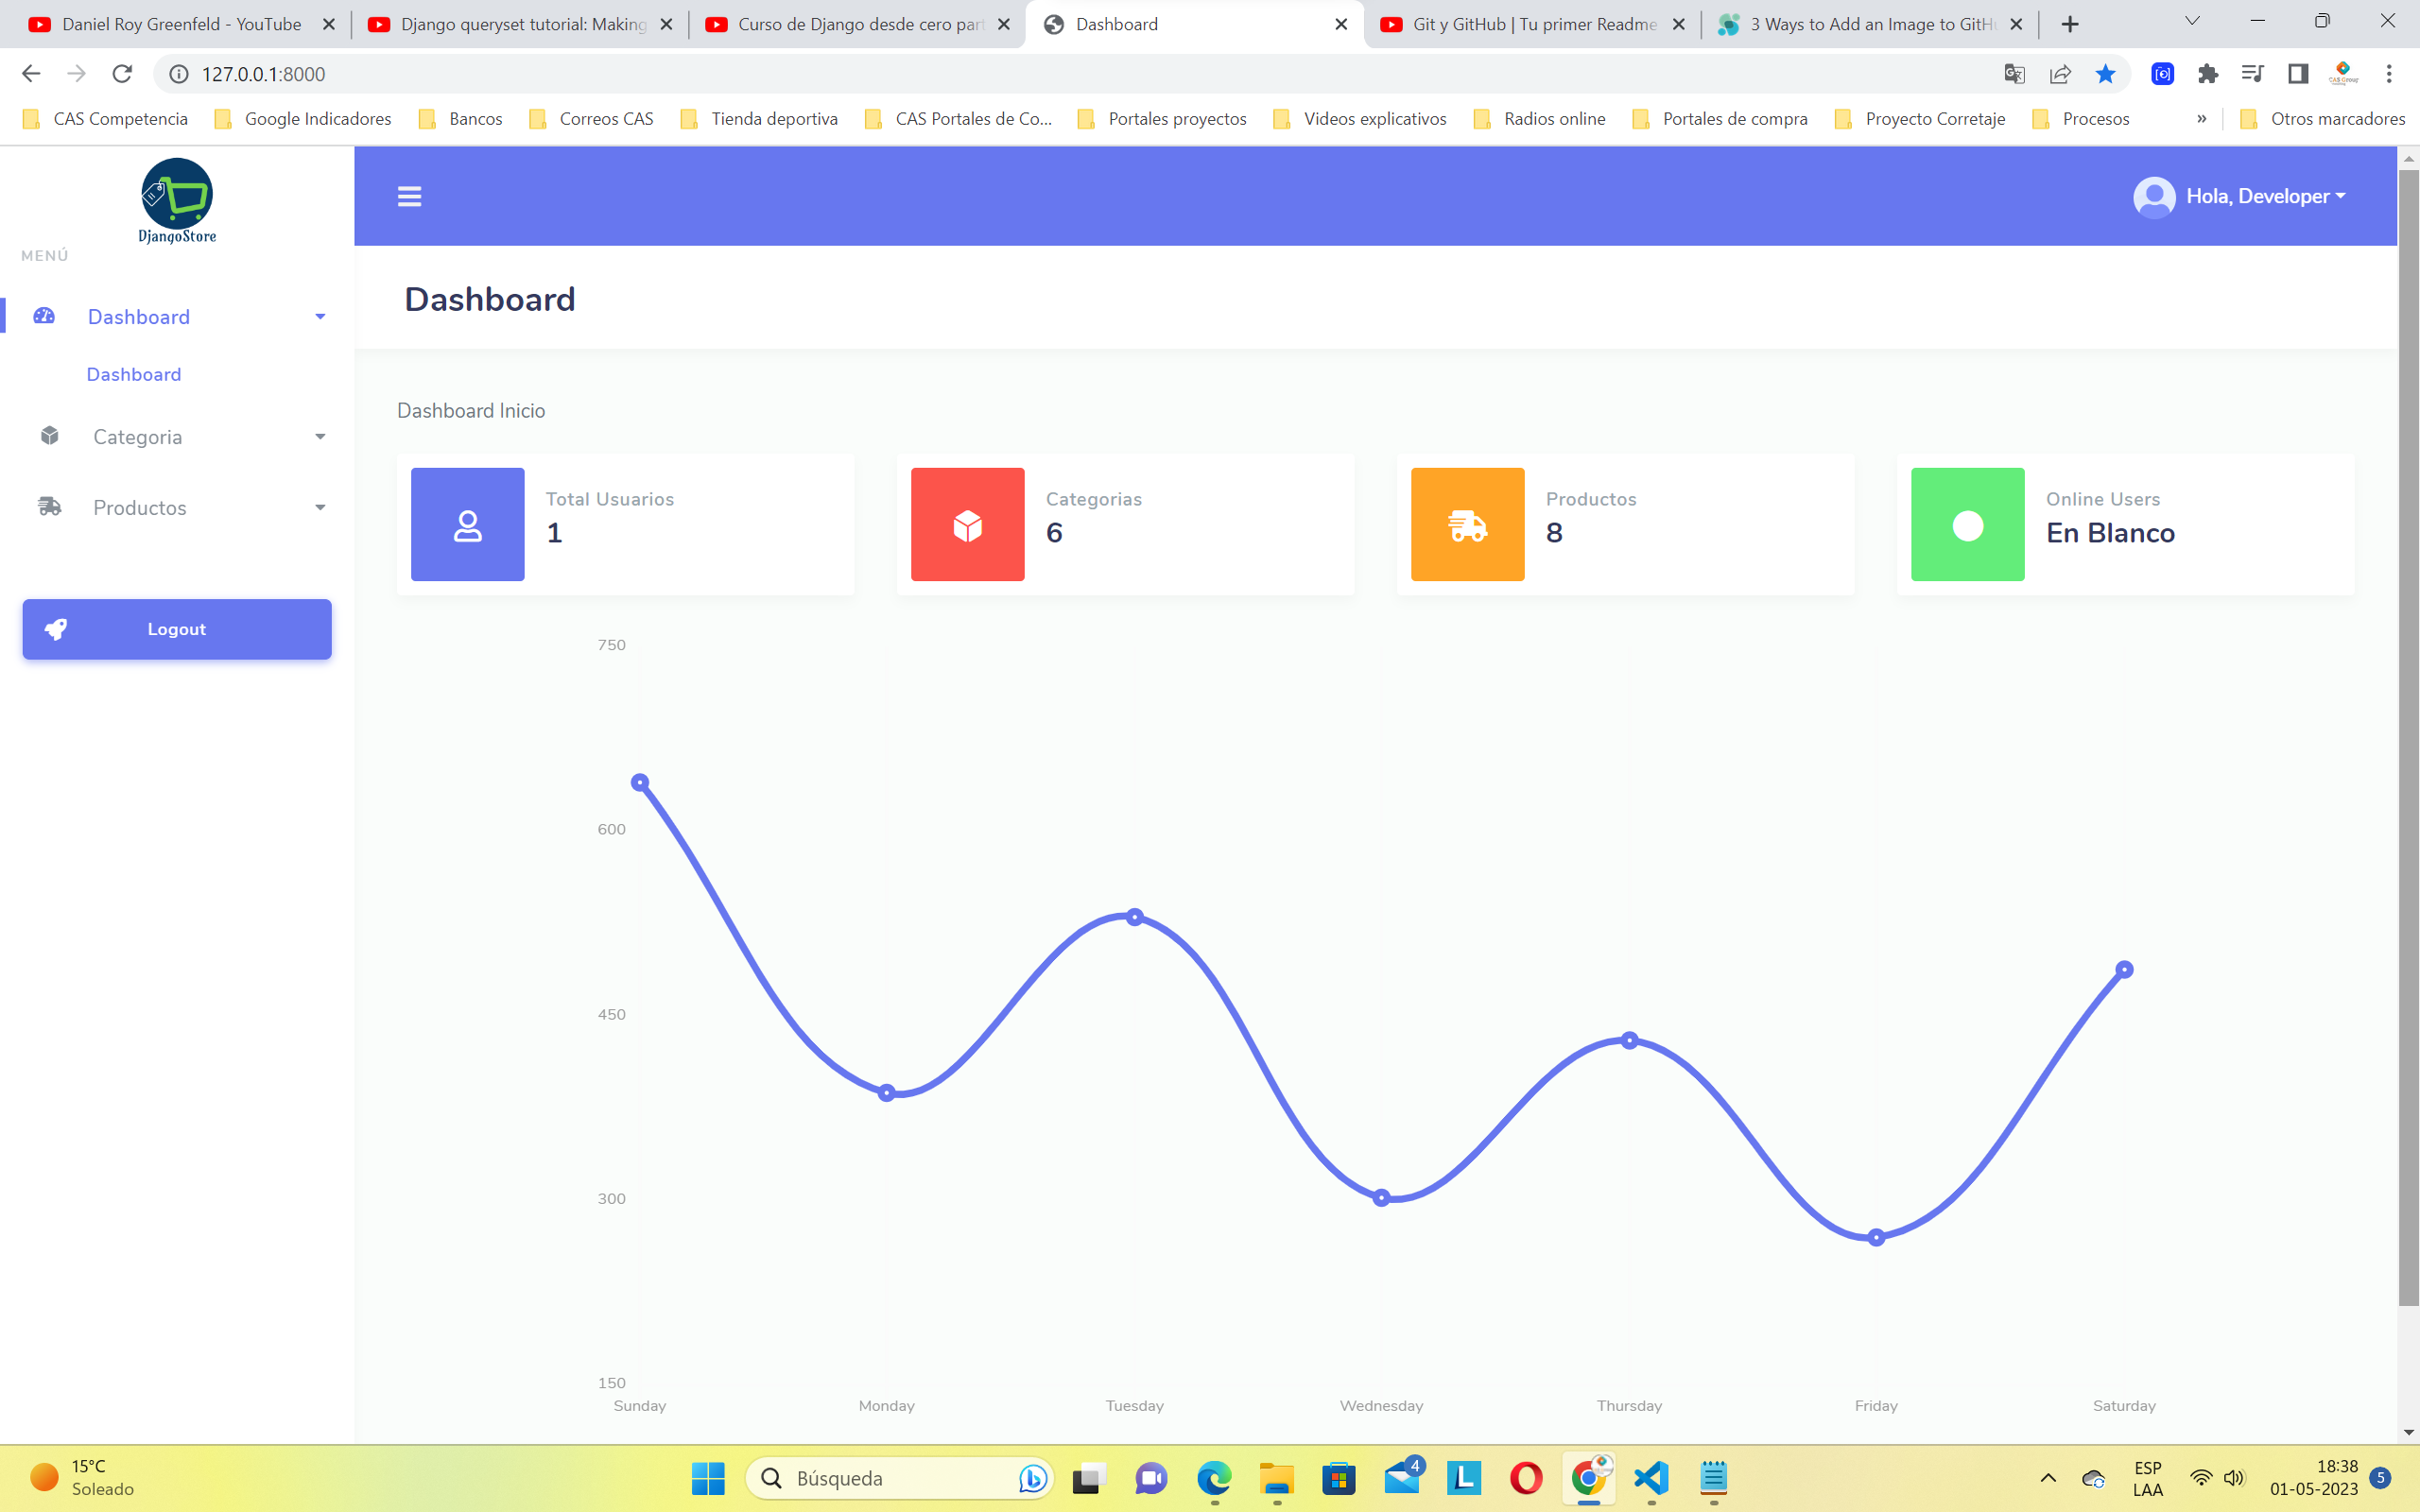 Daniel Roy Greenfeld - YouTube
Django queryset tutorial: Making
Curso de Django desde cero part
Dashboard
Git y GitHub | Tu primer Readme
3 Ways to Add an Image to GitHu
127.0.0.1:8000
CAS Competencia
Google Indicadores
Bancos
Correos CAS
Tienda deportiva
CAS Portales de Co...
Portales proyectos
Videos explicativos
Radios online
Portales de compra
Proyecto Corretaje
Procesos
»
Otros marcadores
DjangoStore
MENÚ
Dashboard
Dashboard
Categoria
Productos
Logout
Hola, Developer
Dashboard
Dashboard Inicio
Total Usuarios
1
Categorias
6
Productos
8
Online Users
En Blanco
750
600
450
300
150
Sunday
Monday
Tuesday
Wednesday
Thursday
Friday
Saturday
15°C
Soleado
Búsqueda
4
ESP
LAA
18:38
01-05-2023
5